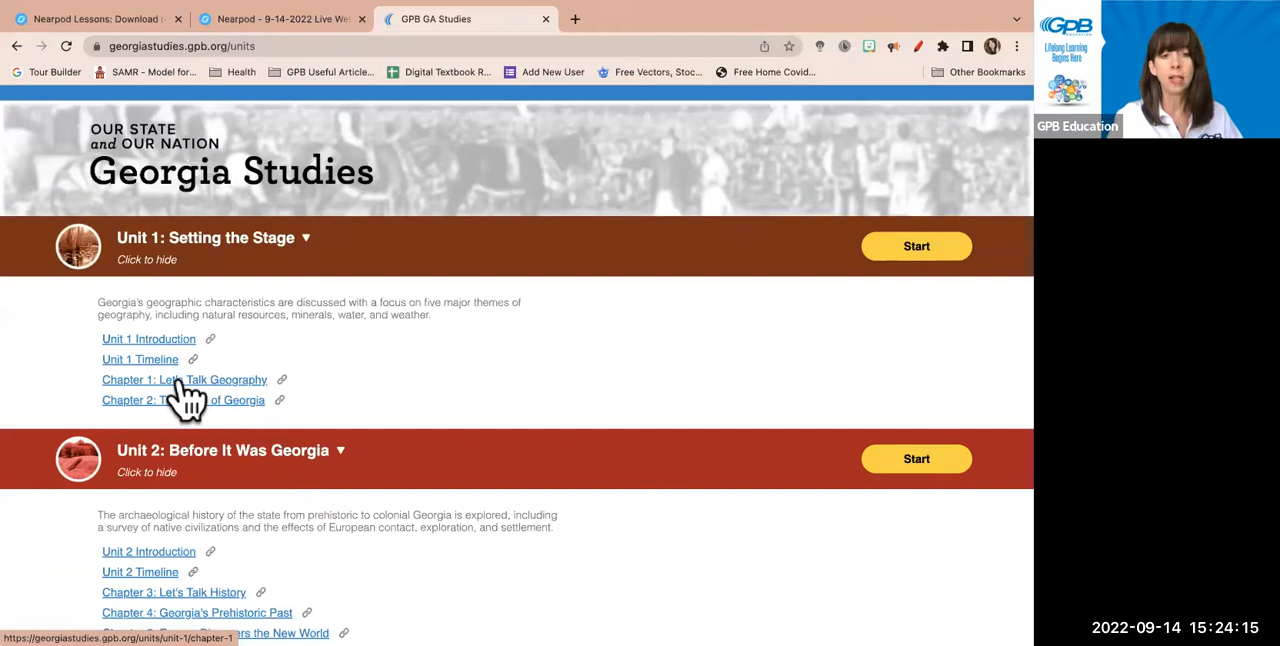 Nearpod Lessons: Download r
Nearpod - 9-14-2022 Live We
GPB GA Studies
georgiastudies.gpb.org/units
Tour Builder
SAMR - Model for...
Health
GPB Useful Article...
Digital Textbook R...
Add New User
Free Vectors, Stoc...
Free Home Covid...
Other Bookmarks
GPB
EDUCATION
Lifelong Learning
Begins Here
GPB Education
OUR STATE
and OUR NATION
Georgia Studies
Unit 1: Setting the Stage
Click to hide
Start
Georgia's geographic characteristics are discussed with a focus on five major themes of
geography, including natural resources, minerals, water, and weather.
Unit 1 Introduction
Unit 1 Timeline
Chapter 1: Let's Talk Geography
Chapter 2: T of Georgia
Unit 2: Before It Was Georgia
Click to hide
Start
The archaeological history of the state from prehistoric to colonial Georgia is explored, including
a survey of native civilizations and the effects of European contact, exploration, and settlement.
Unit 2 Introduction
Unit 2 Timeline
Chapter 3: Let's Talk History
Chapter 4: Georgia's Prehistoric Past
ers the New World
https://georgiastudies.gpb.org/units/unit-1/chapter-1
2022-09-14 15:24:15